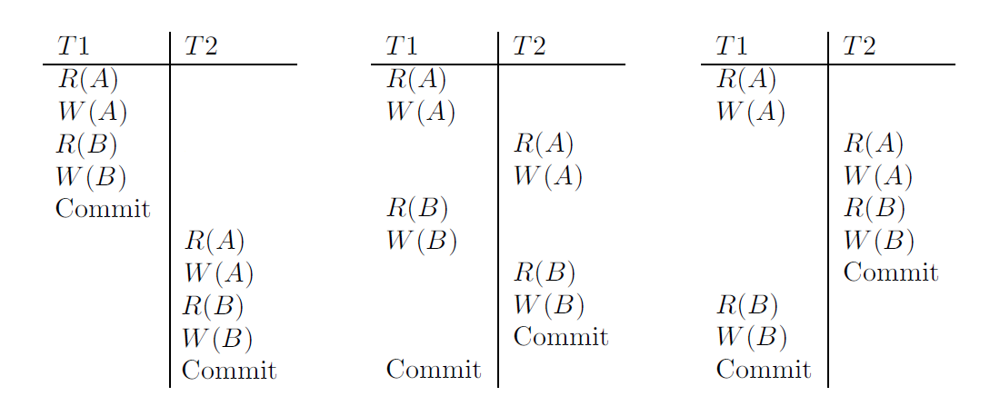 T1 T2 T1 T2 T1 T2
R(A) R(A) R(A)
W(A) W(A) W(A)
R(B) R(A) R(A)
W(B) W(A) W(A)
Commit R(B) R(B)
R(A) W(B) W(B)
W(A) R(B) Commit
R(B) W(B) R(B)
W(B) Commit W(B)
Commit Commit Commit